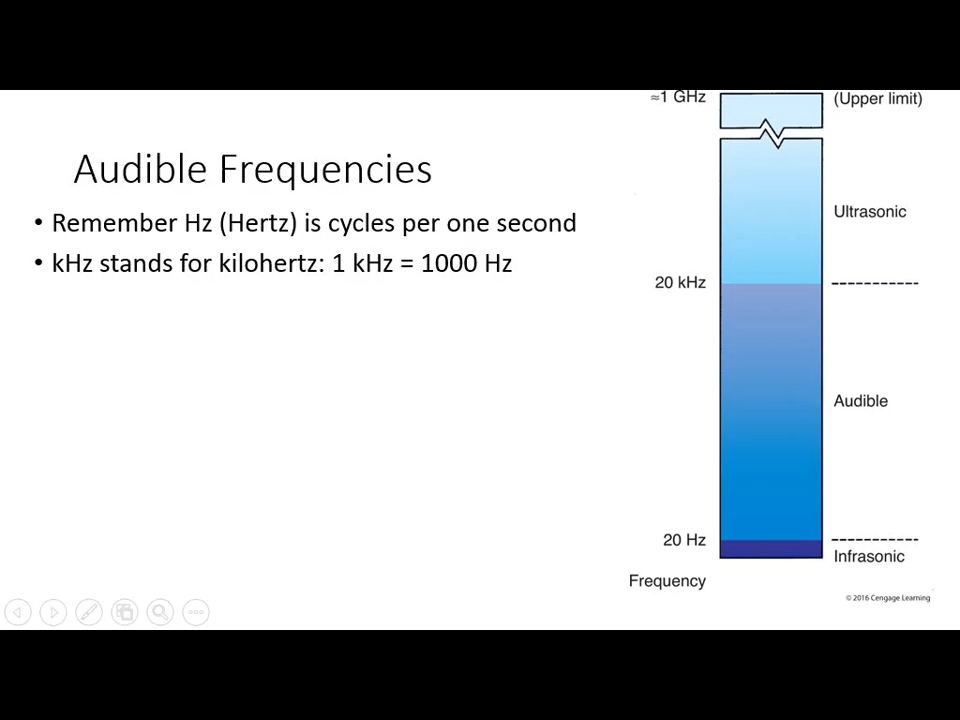 Audible Frequencies
• Remember Hz (Hertz) is cycles per one second
• kHz stands for kilohertz: 1 kHz = 1000 Hz
≈1 GHz
(Upper limit)
Ultrasonic
20 kHz
Audible
20 Hz
Infrasonic
Frequency
© 2016 Cengage Learning